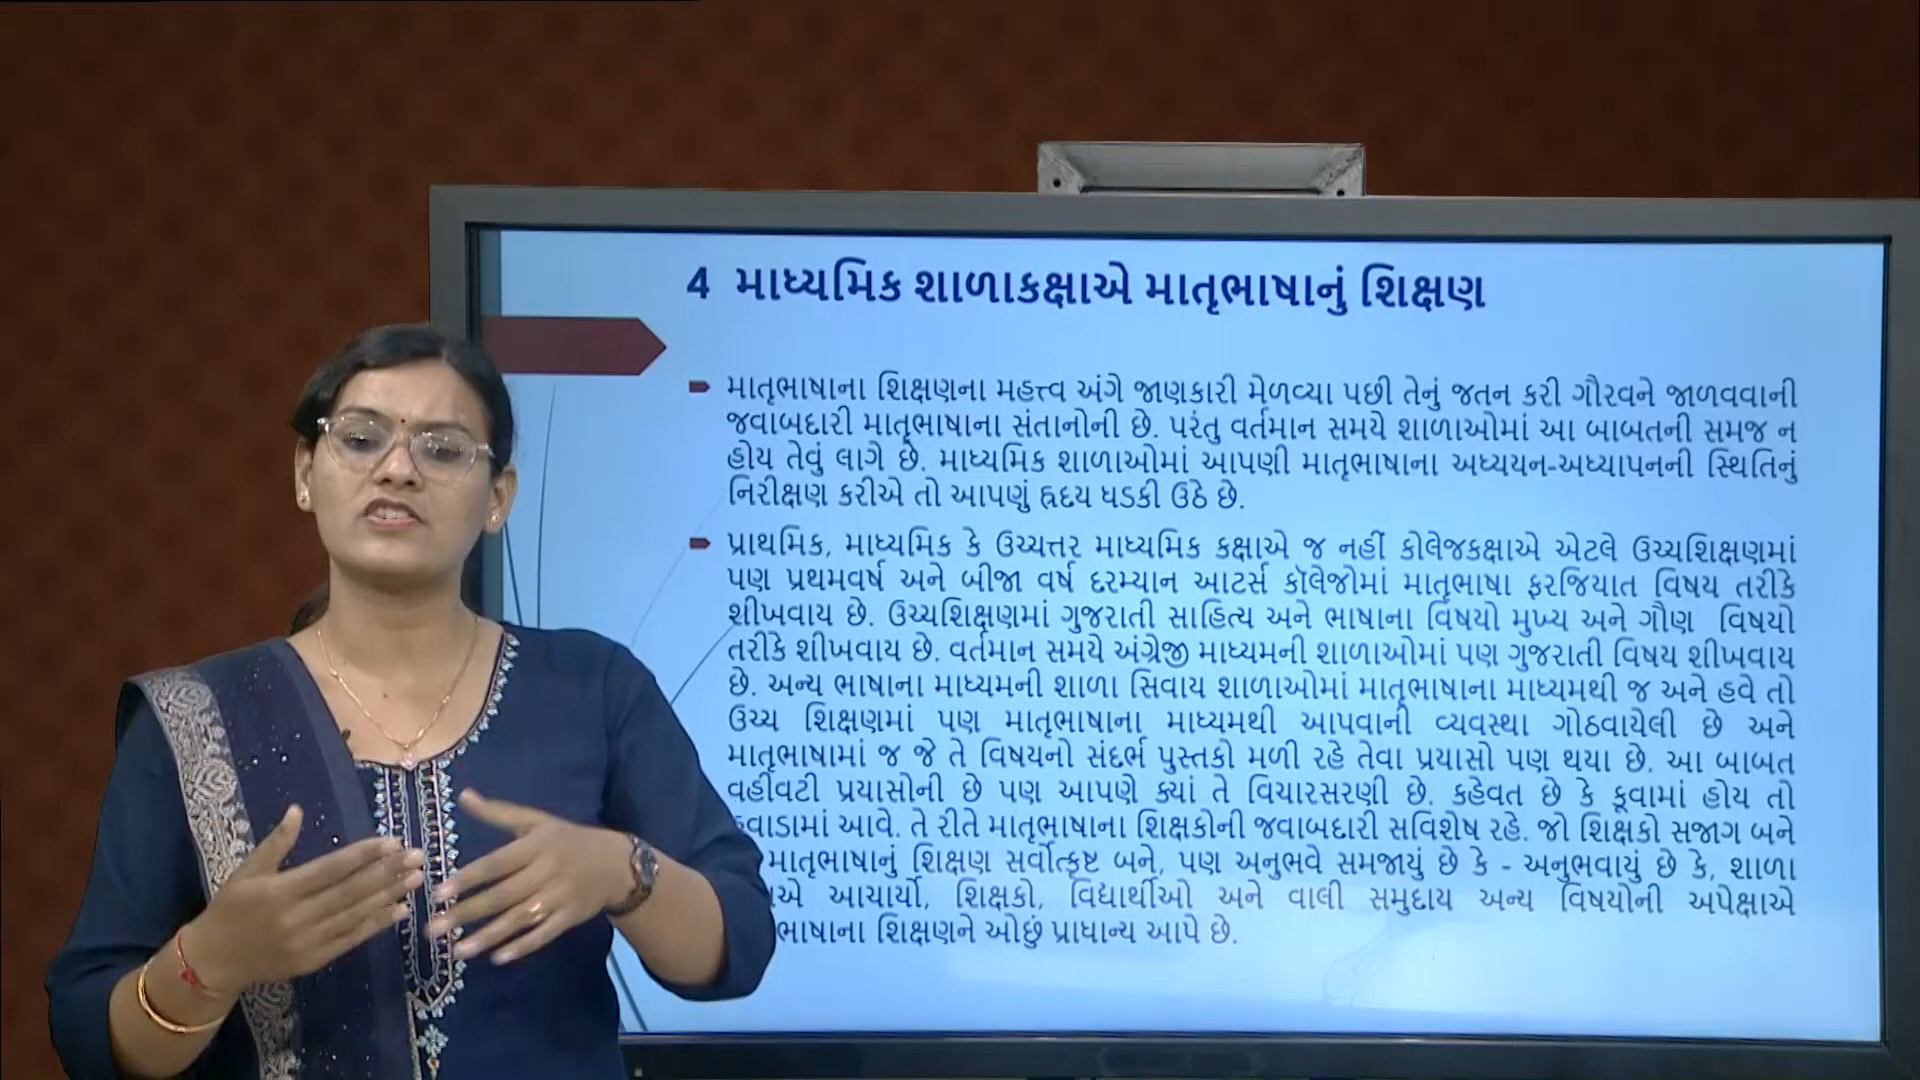 4 માધ્યમિક શાળાકક્ષાએ માતૃભાષાનું શિક્ષણ
માતૃભાષાના શિક્ષણના મહત્ત્વ અંગે જાણકારી મેળવ્યા પછી તેનું જતન કરી ગૌરવને જાળવવાની
જવાબદારી માતૃભાષાના સંતાનોની છે. પરંતુ વર્તમાન સમયે શાળાઓમાં આ બાબતની સમજ ન
હોય તેવું લાગે છે. માધ્યમિક શાળાઓમાં આપણી માતૃભાષાના અધ્યયન-અધ્યાપનની સ્થિતિનું
નિરીક્ષણ કરીએ તો આપણું હૃદય ધડકી ઉઠે છે.
પ્રાથમિક, માધ્યમિક કે ઉચ્ચત્તર માધ્યમિક કક્ષાએ જ નહીં કોલેજકક્ષાએ એટલે ઉચ્ચશિક્ષણમાં
પણ પ્રથમવર્ષ અને બીજા વર્ષ દરમ્યાન આટર્સ કૉલેજોમાં માતૃભાષા ફરજિયાત વિષય તરીકે
શીખવાય છે. ઉચ્ચશિક્ષણમાં ગુજરાતી સાહિત્ય અને ભાષાના વિષયો મુખ્ય અને ગૌણ વિષયો
તરીકે શીખવાય છે. વર્તમાન સમયે અંગ્રેજી માધ્યમની શાળાઓમાં પણ ગુજરાતી વિષય શીખવાય
છે. અન્ય ભાષાના માધ્યમની શાળા સિવાય શાળાઓમાં માતૃભાષાના માધ્યમથી જ અને હવે તો
ઉચ્ચ શિક્ષણમાં પણ માતૃભાષાના માધ્યમથી આપવાની વ્યવસ્થા ગોઠવાયેલી છે અને
માતૃભાષામાં જ જે તે વિષયનો સંદર્ભ પુસ્તકો મળી રહે તેવા પ્રયાસો પણ થયા છે. આ બાબત
વહીવટી પ્રયાસોની છે પણ આપણે ક્યાં તે વિચારસરણી છે. કહેવત છે કે કૂવામાં હોય તો
આવે. તે રીતે માતૃભાષાના શિક્ષકોની જવાબદારી સવિશેષ રહે. જો શિક્ષકો સજાગ બને
માતૃભાષાનું શિક્ષણ સર્વોત્કૃષ્ટ બને, પણ અનુભવે સમજાયું છે કે - અનુભવાયું છે કે, શાળા
આચાર્યો, શિક્ષકો, વિદ્યાર્થીઓ અને વાલી સમુદાય અન્ય વિષયોની અપેક્ષાએ
શિક્ષણને ઓછું પ્રાધાન્ય આપે છે.